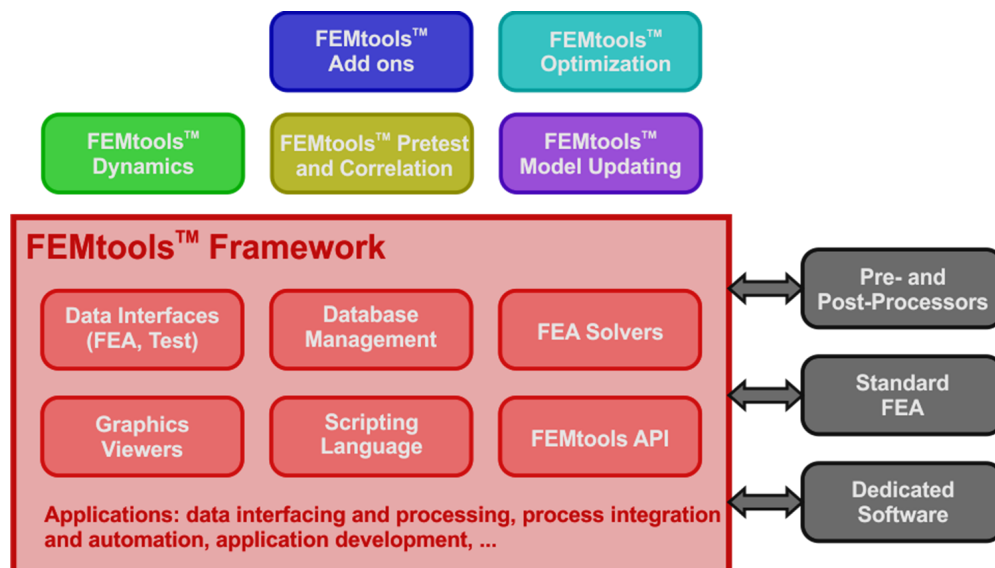 FEMtools™
Add ons
FEMtools™
Optimization
FEMtools™
Dynamics
FEMtools™ Pretest
and Correlation
FEMtools™
Model Updating
FEMtools™ Framework
Data Interfaces
(FEA, Test)
Database
Management
FEA Solvers
Graphics
Viewers
Scripting
Language
FEMtools API
Applications: data interfacing and processing, process integration
and automation, application development, ...
Pre- and
Post-Processors
Standard
FEA
Dedicated
Software